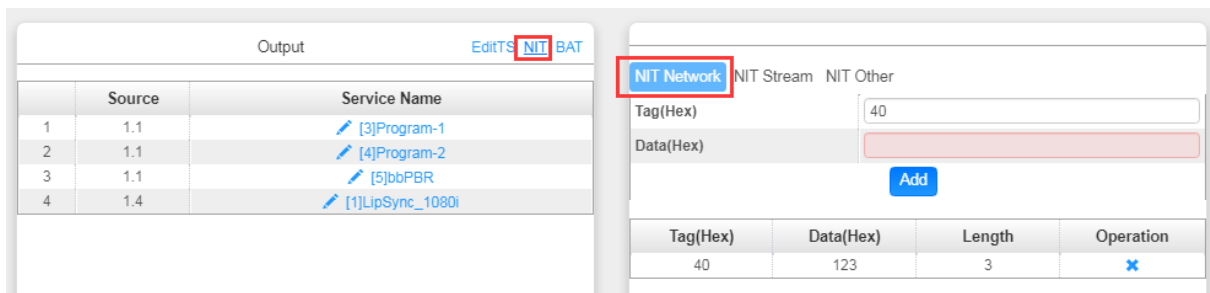 Output EditTS NIT BAT
Source Service Name
1 1.1 [3]Program-1
2 1.1 [4]Program-2
3 1.1 [5]bbPBR
4 1.4 [1]LipSync_1080i
NIT Network NIT Stream NIT Other
Tag(Hex) 40
Data(Hex)
Add
Tag(Hex) Data(Hex) Length Operation
40 123 3